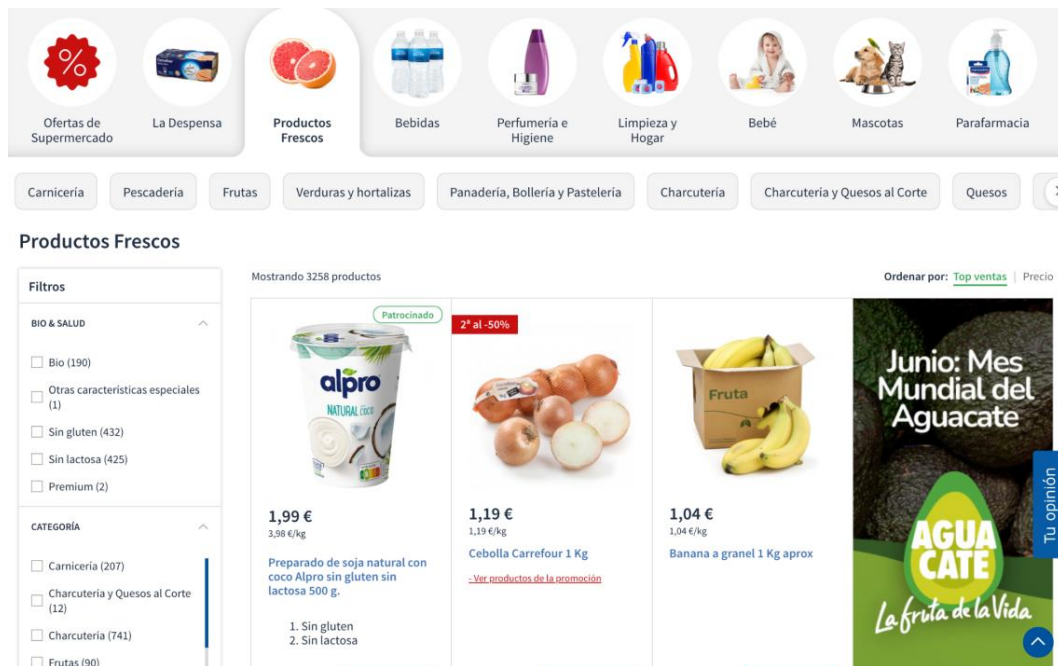 Ofertas de
Supermercado
La Despensa
Productos
Frescos
Bebidas
Perfumería e
Higiene
Limpieza y
Hogar
Bebé
Mascotas
Parafarmacia
Carnicería
Pescadería
Frutas
Verduras y hortalizas
Panadería, Bollería y Pastelería
Charcutería
Charcutería y Quesos al Corte
Quesos
Productos Frescos
Filtros
BIO & SALUD
Bio (190)
Otras características especiales
(1)
Sin gluten (432)
Sin lactosa (425)
Premium (2)
CATEGORÍA
Carnicería (207)
Charcutería y Quesos al Corte
(12)
Charcutería (741)
Frutas (90)
Mostrando 3258 productos
Ordenar por: Top ventas | Precio
Patrocinado
alpro
NATURAL coco
1,99 €
3,98 €/kg
Preparado de soja natural con
coco Alpro sin gluten sin
lactosa 500 g.
1. Sin gluten
2. Sin lactosa
2ª al -50%
1,19 €
1,19 €/kg
Cebolla Carrefour 1 Kg
- Ver productos de la promoción
Fruta
1,04 €
1,04 €/kg
Banana a granel 1 Kg aprox
Junio: Mes
Mundial del
Aguacate
AGUA
CATE
La fruta de la Vida
Tu opinión